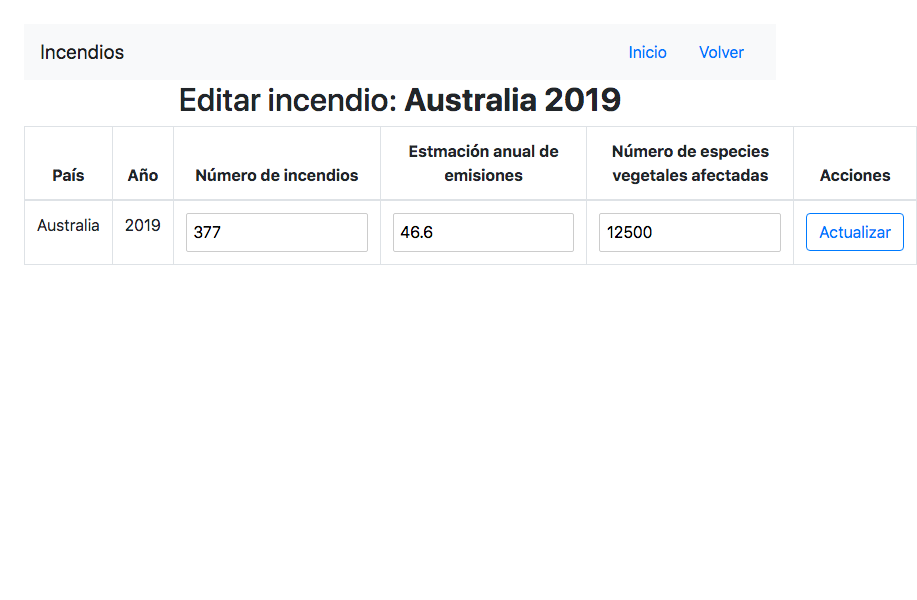 Incendios Inicio Volver
Editar incendio: Australia 2019
País Año Número de incendios Estmación anual de emisiones Número de especies vegetales afectadas Acciones
Australia 2019 377 46.6 12500 Actualizar